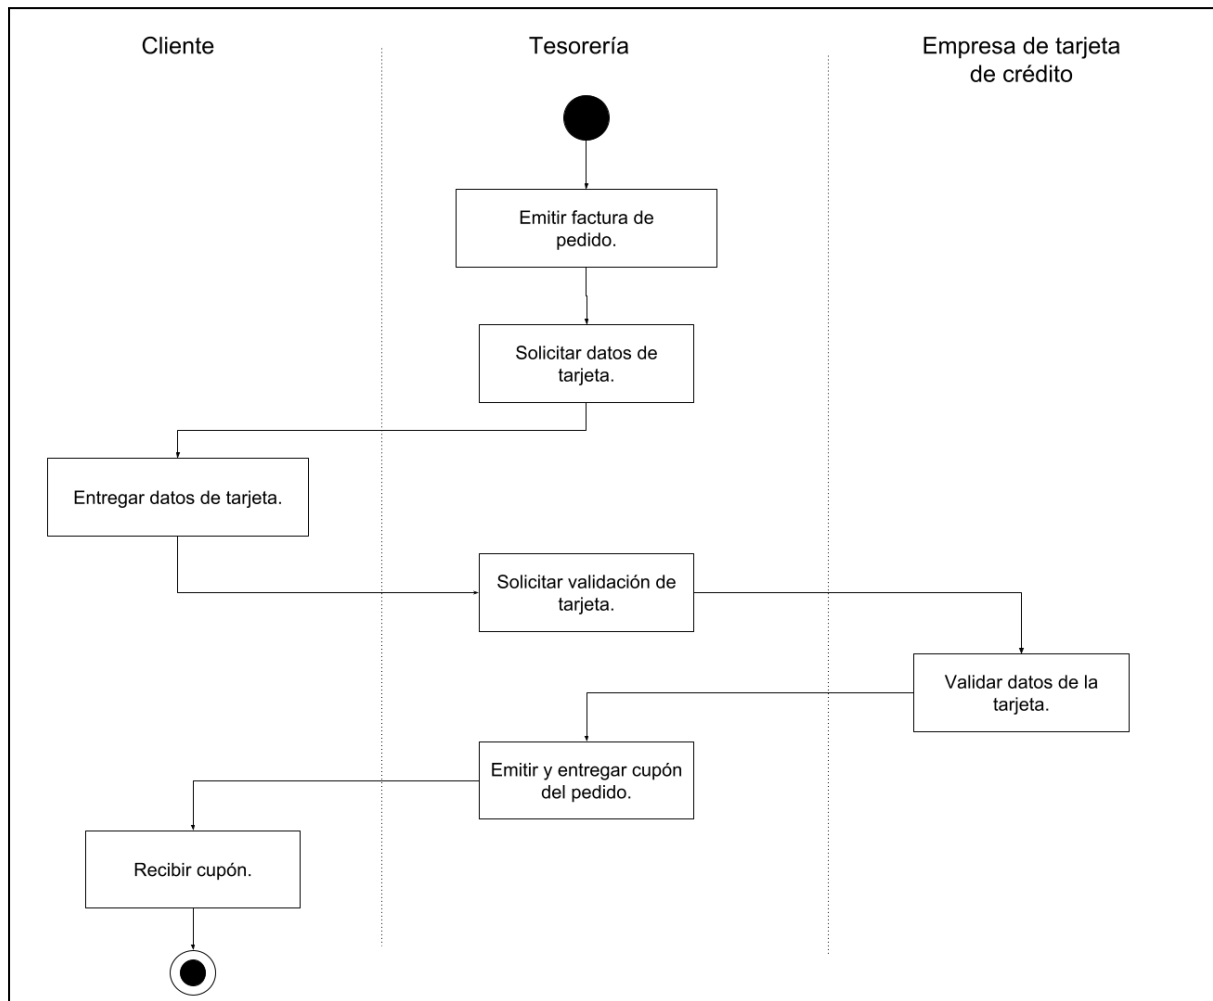 Cliente
Tesorería
Empresa de tarjeta
de crédito
Emitir factura de
pedido.
Solicitar datos de
tarjeta.
Entregar datos de tarjeta.
Solicitar validación de
tarjeta.
Validar datos de la
tarjeta.
Emitir y entregar cupón
del pedido.
Recibir cupón.